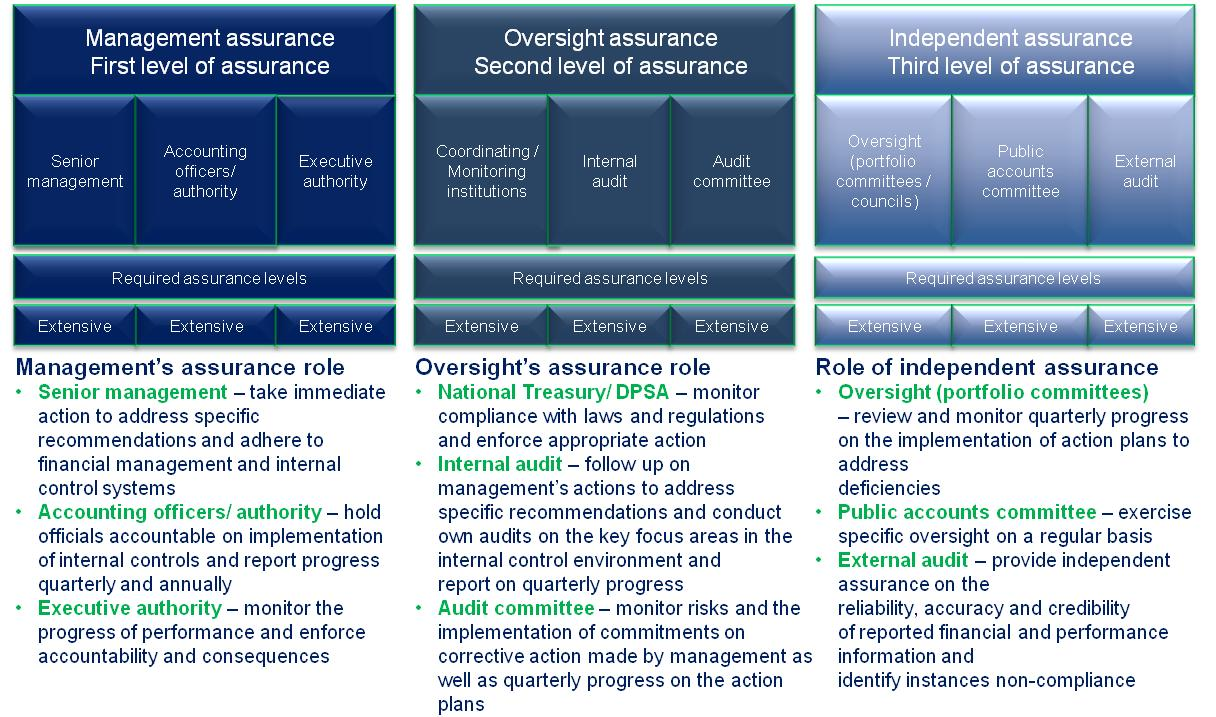 Management assurance
First level of assurance
Senior
management
Accounting
officers/
authority
Executive
authority
Required assurance levels
Extensive
Extensive
Extensive
Management's assurance role
• Senior management – take immediate
action to address specific
recommendations and adhere to
financial management and internal
control systems
• Accounting officers/ authority – hold
officials accountable on implementation
of internal controls and report progress
quarterly and annually
• Executive authority – monitor the
progress of performance and enforce
accountability and consequences
Oversight assurance
Second level of assurance
Coordinating /
Monitoring
institutions
Internal
audit
Audit
committee
Required assurance levels
Extensive
Extensive
Extensive
Oversight's assurance role
• National Treasury/ DPSA – monitor
compliance with laws and regulations
and enforce appropriate action
• Internal audit – follow up on
management's actions to address
specific recommendations and conduct
own audits on the key focus areas in the
internal control environment and
report on quarterly progress
• Audit committee – monitor risks and the
implementation of commitments on
corrective action made by management as
well as quarterly progress on the action
plans
Independent assurance
Third level of assurance
Oversight
(portfolio
committees /
councils)
Public
accounts
committee
External
audit
Required assurance levels
Extensive
Extensive
Extensive
Role of independent assurance
• Oversight (portfolio committees)
– review and monitor quarterly progress
on the implementation of action plans to
address
deficiencies
• Public accounts committee – exercise
specific oversight on a regular basis
• External audit – provide independent
assurance on the
reliability, accuracy and credibility
of reported financial and performance
information and
identify instances non-compliance